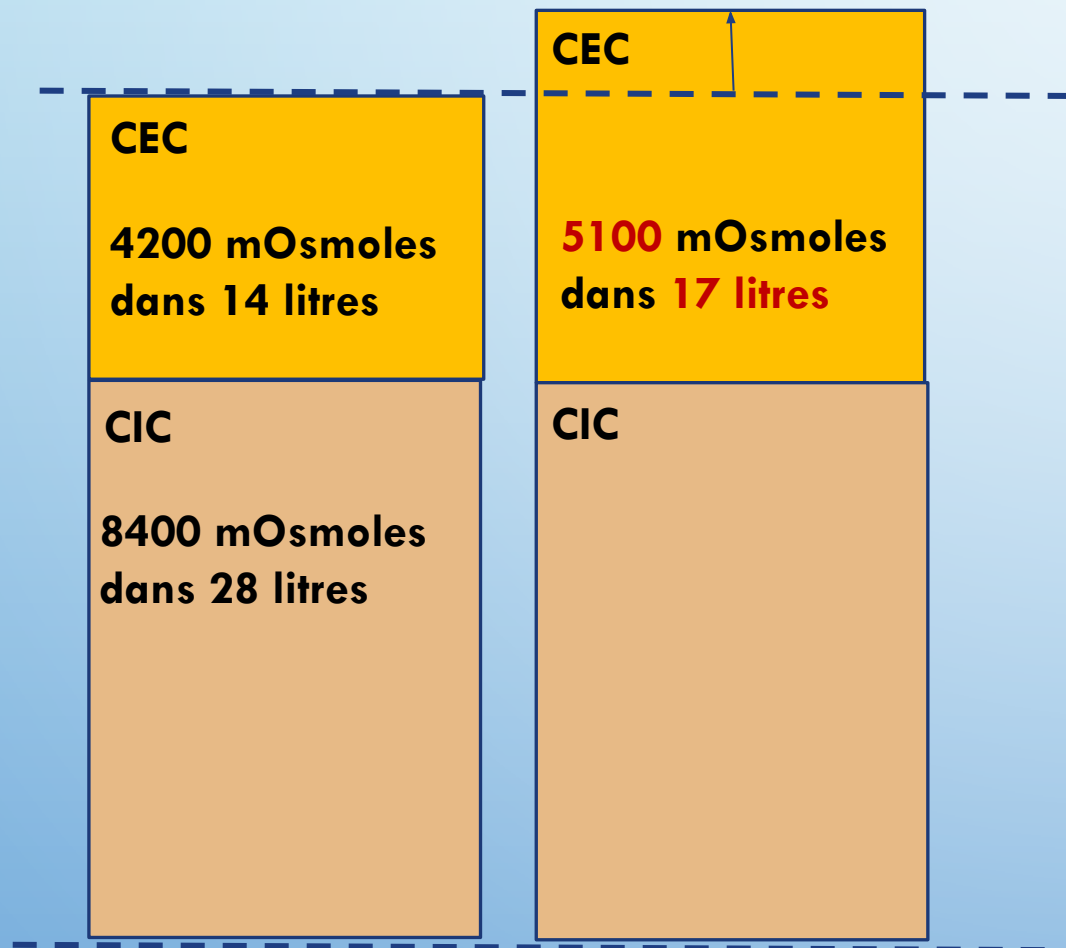 CEC
4200 mOsmoles
dans 14 litres
CIC
8400 mOsmoles
dans 28 litres
CEC
5100 mOsmoles
dans 17 litres
CIC